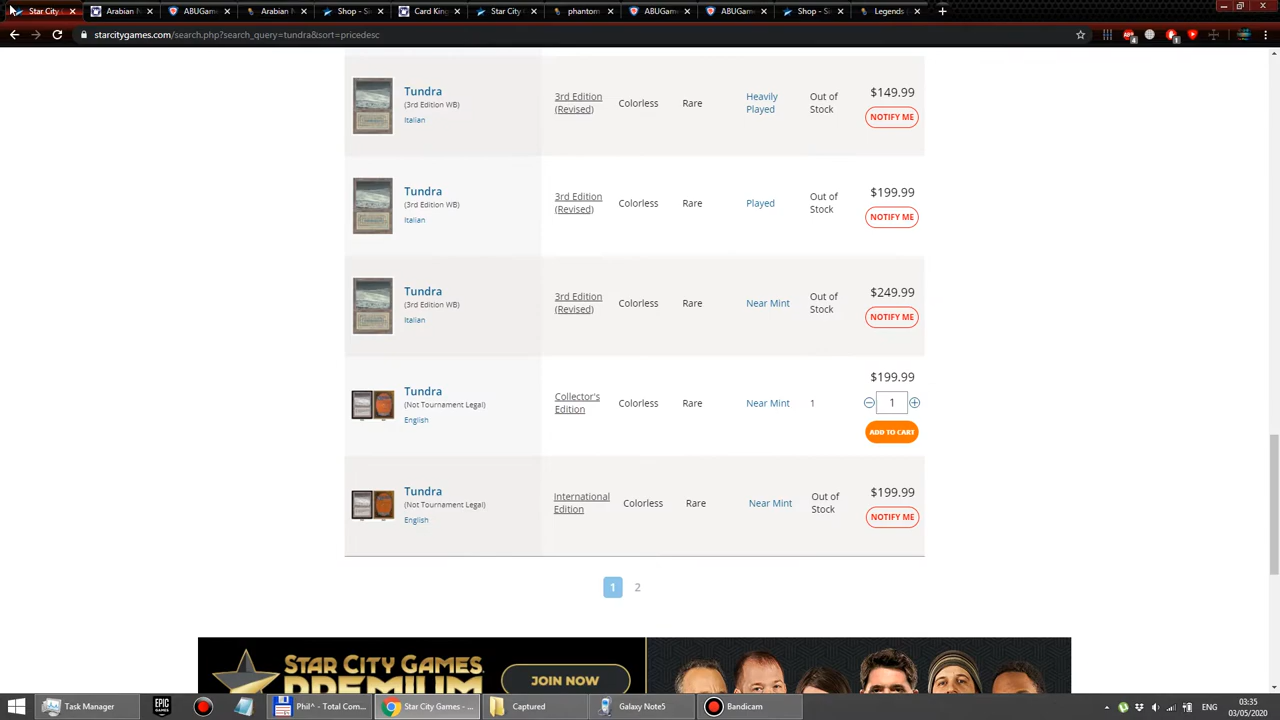 Star City
Arabian N
ABUGam
Arabian N
Shop - Si
Card King
Star City
phantom
ABUGam
ABUGam
Shop - Si
Legends (
starcitygames.com/search.php?search_query=tundra&sort=pricedesc
Tundra
(3rd Edition WB)
Italian
3rd Edition
(Revised)
Colorless
Rare
Heavily
Played
Out of
Stock
$149.99
NOTIFY ME
Tundra
(3rd Edition WB)
Italian
3rd Edition
(Revised)
Colorless
Rare
Played
Out of
Stock
$199.99
NOTIFY ME
Tundra
(3rd Edition WB)
Italian
3rd Edition
(Revised)
Colorless
Rare
Near Mint
Out of
Stock
$249.99
NOTIFY ME
Tundra
(Not Tournament Legal)
English
Collector's
Edition
Colorless
Rare
Near Mint
1
$199.99
1
ADD TO CART
Tundra
(Not Tournament Legal)
English
International
Edition
Colorless
Rare
Near Mint
Out of
Stock
$199.99
NOTIFY ME
1 2
STAR CITY GAMES
PREMIUM
JOIN NOW
Task Manager
EPIC GAMES
Phil^ - Total Com...
Star City Games - ...
Captured
Galaxy Note5
Bandicam
ENG
03:35
03/05/2020